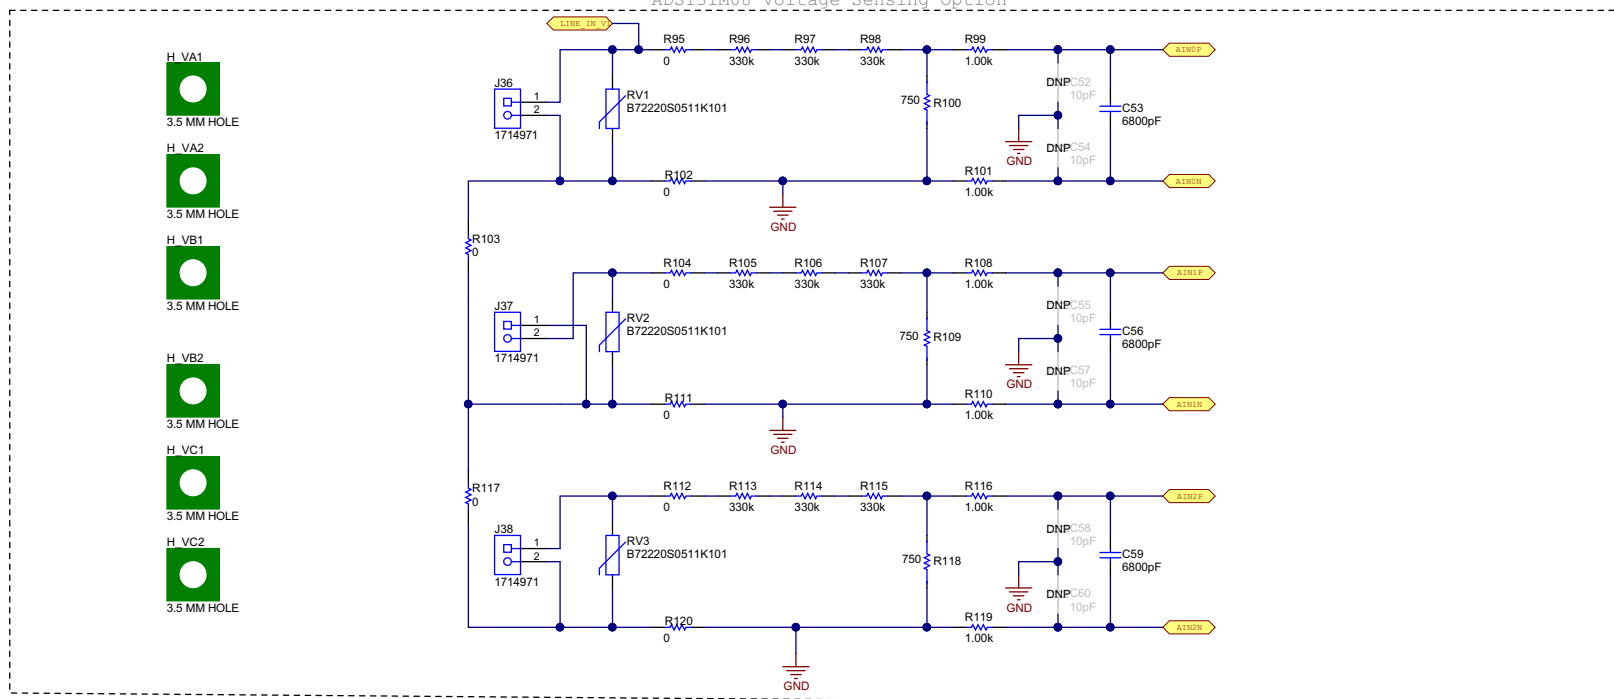 ADS131M08 Voltage Sensing Option
LINE_IN_V
H_VA1
3.5 MM HOLE
H_VA2
3.5 MM HOLE
H_VB1
3.5 MM HOLE
H_VB2
3.5 MM HOLE
H_VC1
3.5 MM HOLE
H_VC2
3.5 MM HOLE
R95
0
R96
330k
R97
330k
R98
330k
R99
1.00k
AIN0P
J36
1
2
1714971
RV1
B72220S0511K101
750
R100
DNP
C52
10pF
GND
DNP
C54
10pF
C53
6800pF
R102
0
GND
R101
1.00k
AIN0N
R103
0
R104
0
R105
330k
R106
330k
R107
330k
R108
1.00k
AIN1P
J37
1
2
1714971
RV2
B72220S0511K101
750
R109
DNP
C55
10pF
GND
DNP
C57
10pF
C56
6800pF
R111
0
GND
R110
1.00k
AIN1N
R117
0
R112
0
R113
330k
R114
330k
R115
330k
R116
1.00k
AIN2P
J38
1
2
1714971
RV3
B72220S0511K101
750
R118
DNP
C58
10pF
GND
DNP
C60
10pF
C59
6800pF
R120
0
GND
R119
1.00k
AIN2N